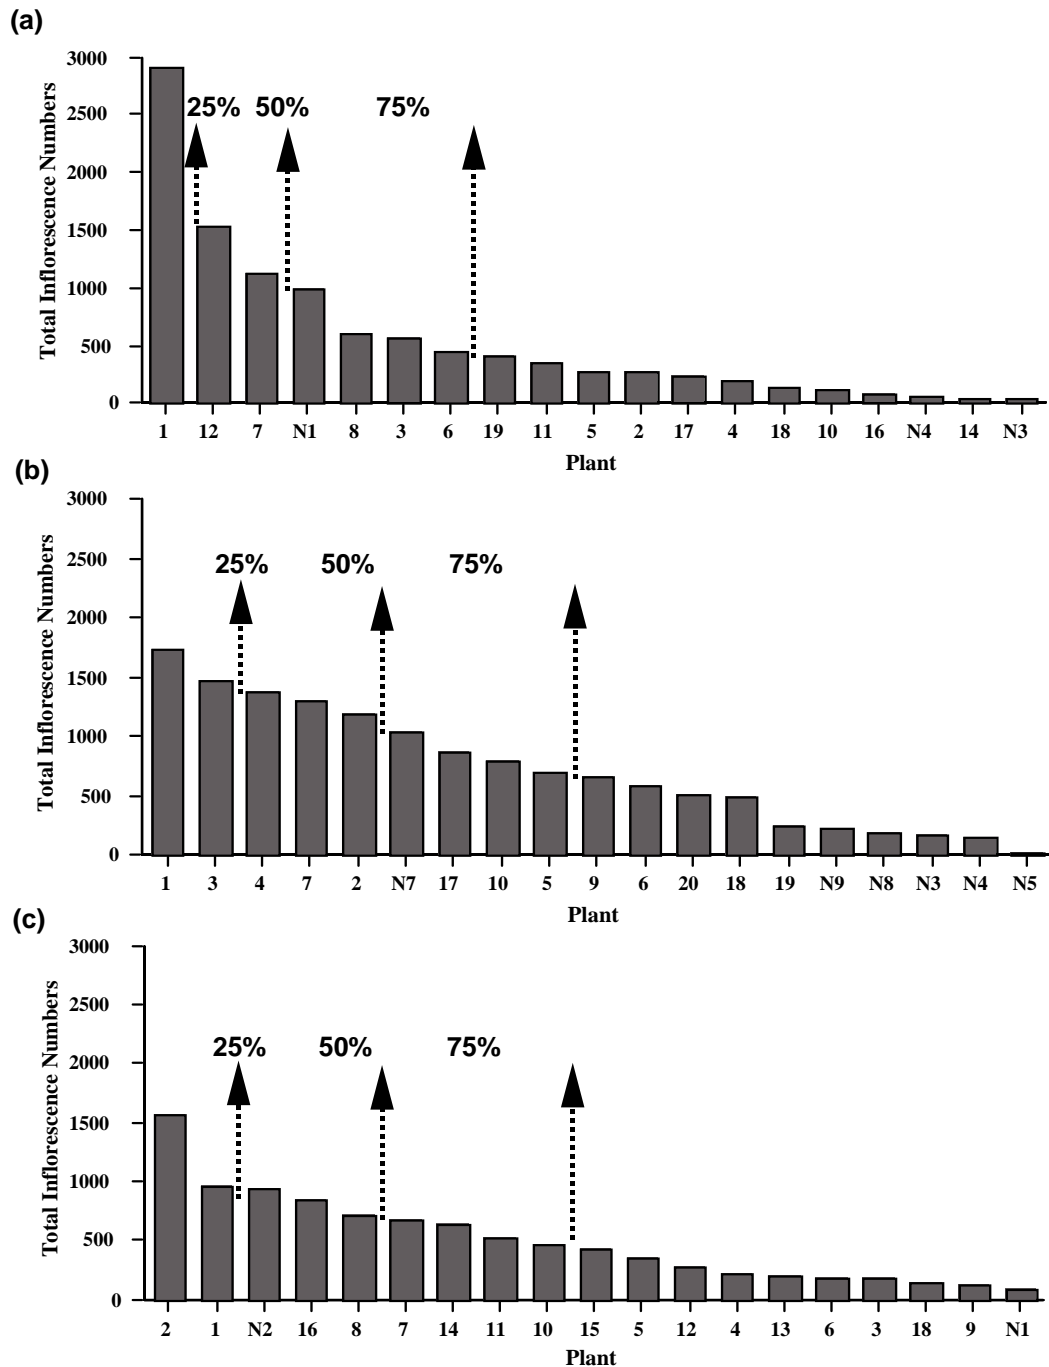 (a)
Total Inflorescence Numbers
3000
2500
2000
1500
1000
500
0
25% 50% 75%
1 12 7 N1 8 3 6 19 11 5 2 17 4 18 10 16 N4 14 N3
Plant
(b)
Total Inflorescence Numbers
3000
2500
2000
1500
1000
500
0
25% 50% 75%
1 3 4 7 2 N7 17 10 5 9 6 20 18 19 N9 N8 N3 N4 N5
Plant
(c)
Total Inflorescence Numbers
3000
2500
2000
1500
1000
500
0
25% 50% 75%
2 1 N2 16 8 7 14 11 10 15 5 12 4 13 6 3 18 9 N1
Plant